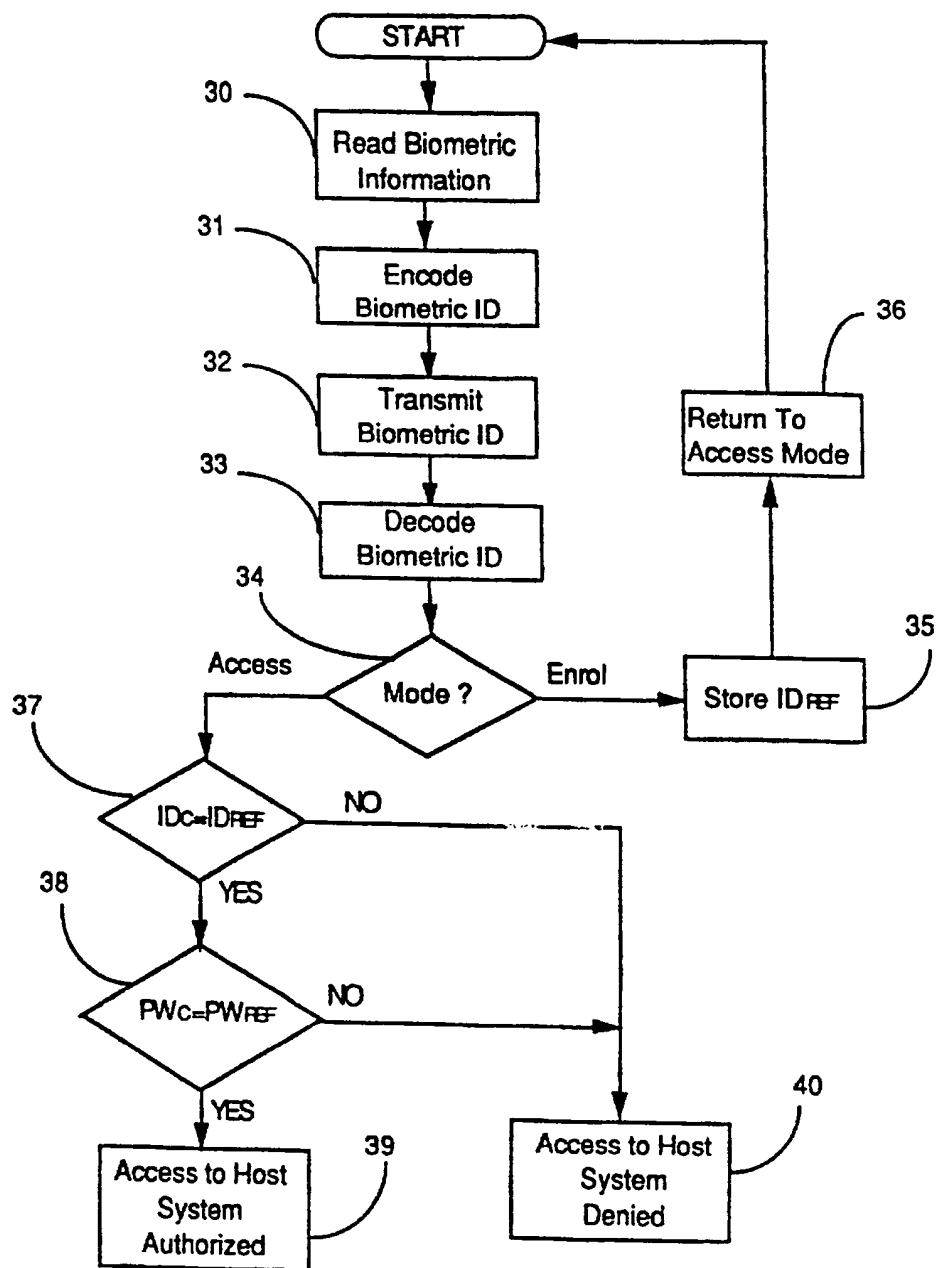 START
30
Read Biometric
Information
31
Encode
Biometric ID
32
Transmit
Biometric ID
36
Return To
Access Mode
33
Decode
Biometric ID
34
Mode ?
Access
Enrol
35
Store IDREF
37
IDC=IDREF
NO
YES
38
PWC=PWREF
NO
YES
39
Access to Host
System
Authorized
40
Access to Host
System
Denied